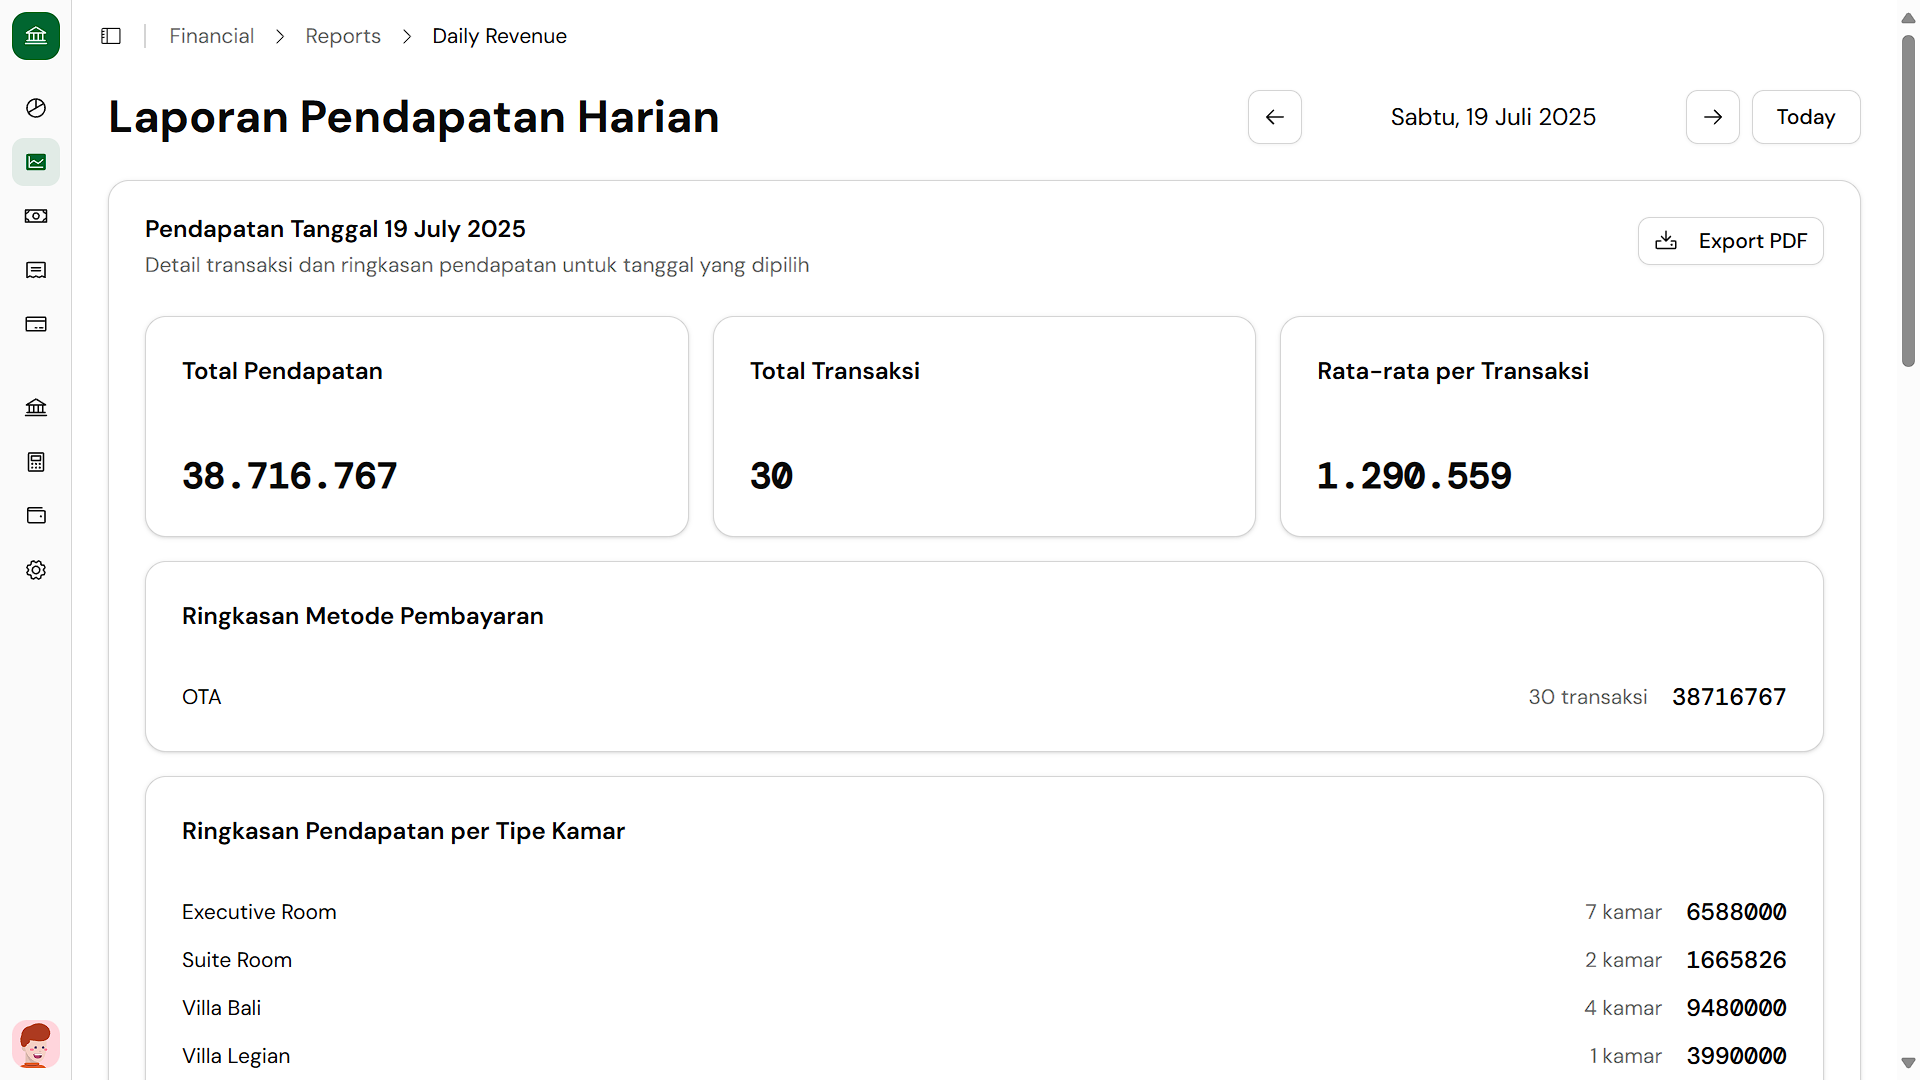 Financial > Reports > Daily Revenue
Laporan Pendapatan Harian
Sabtu, 19 Juli 2025
Today
Pendapatan Tanggal 19 July 2025
Detail transaksi dan ringkasan pendapatan untuk tanggal yang dipilih
Export PDF
Total Pendapatan
38.716.767
Total Transaksi
30
Rata-rata per Transaksi
1.290.559
Ringkasan Metode Pembayaran
OTA 30 transaksi 38716767
Ringkasan Pendapatan per Tipe Kamar
Executive Room 7 kamar 6588000
Suite Room 2 kamar 1665826
Villa Bali 4 kamar 9480000
Villa Legian 1 kamar 3990000